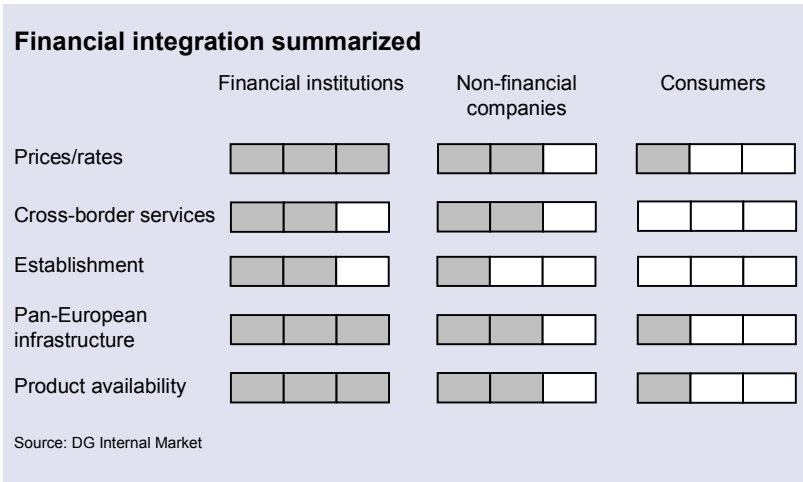 Financial integration summarized
Financial institutions
Non-financial
companies
Consumers
Prices/rates
Cross-border services
Establishment
Pan-European
infrastructure
Product availability
Source: DG Internal Market